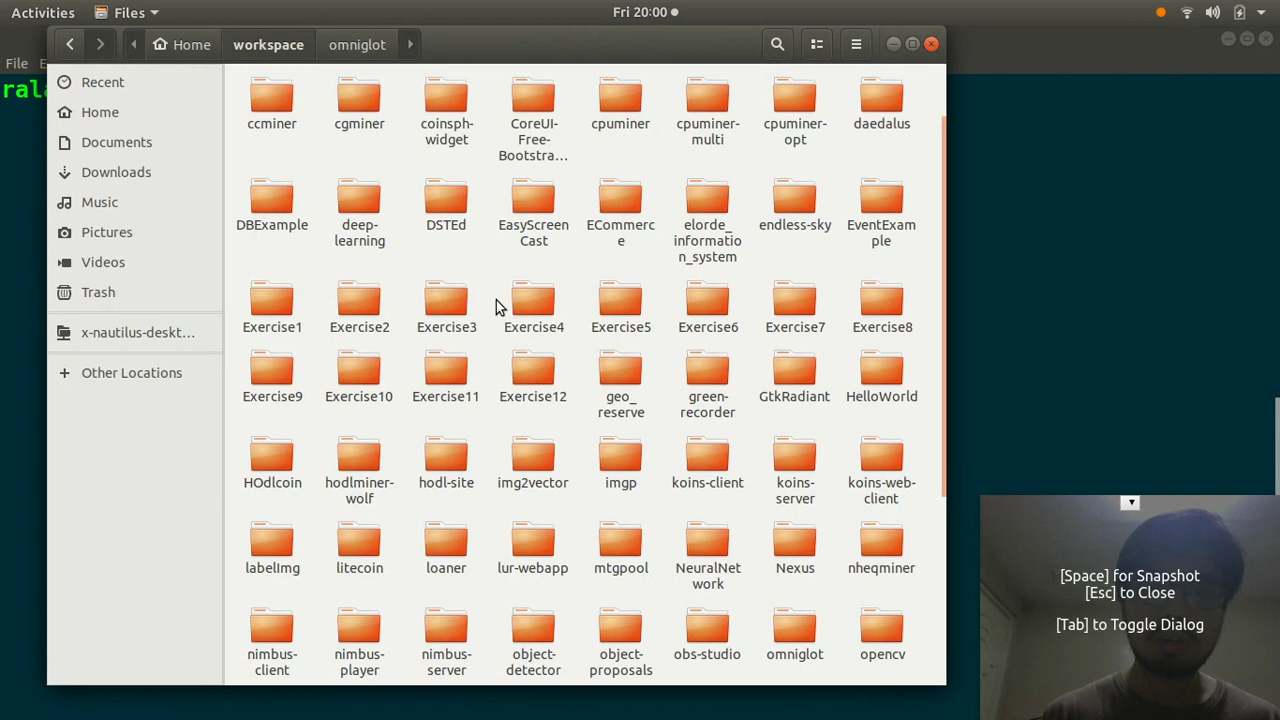 Activities Files Fri 20:00
Home workspace omniglot
File
Recent
Home
Documents
Downloads
Music
Pictures
Videos
Trash
x-nautilus-deskt...
Other Locations
ccminer cgminer coinsph- CoreUI- cpuminer cpuminer- cpuminer- daedalus
widget Free- multi opt
Bootstra...
DBExample deep- DSTEd EasyScreen ECommerc elorde_ endless-sky EventExam
learning Cast e informatio ple
n_system
Exercise1 Exercise2 Exercise3 Exercise4 Exercise5 Exercise6 Exercise7 Exercise8
Exercise9 Exercise10 Exercise11 Exercise12 geo_ green- GtkRadiant HelloWorld
reserve recorder
HOdlcoin hodlminer- hodl-site img2vector imgp koins-client koins- koins-web-
wolf server client
labelImg litecoin loaner lur-webapp mtgpool NeuralNet Nexus nheqminer
work
nimbus- nimbus- nimbus- object- object- obs-studio omniglot opencv
client player server detector proposals
[Space] for Snapshot
[Esc] to Close
[Tab] to Toggle Dialog